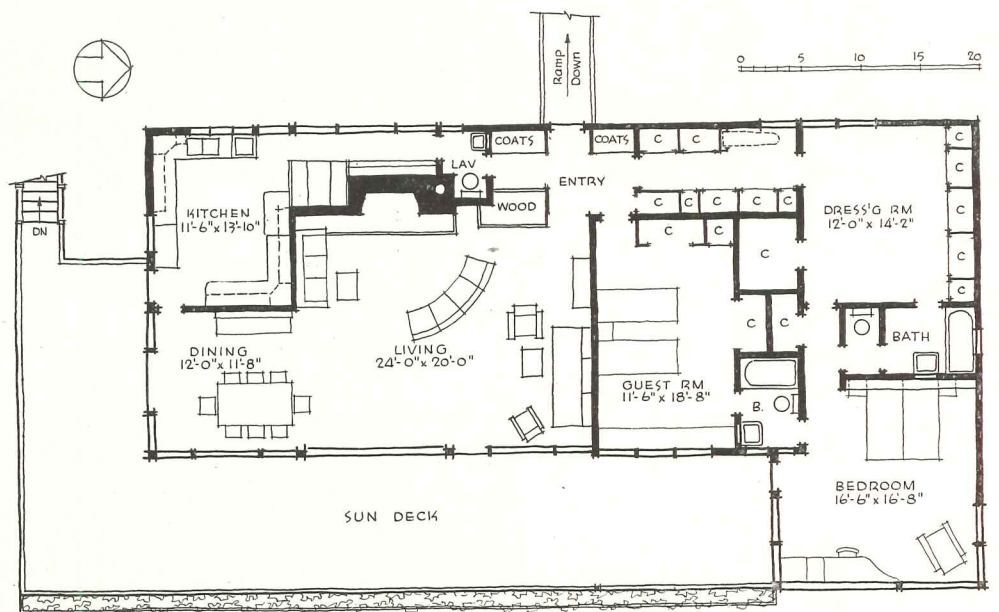 Ramp
Down
0 5 10 15 20
COATS
COATS
C
C
C
LAV
ENTRY
WOOD
C
C
C
C
C
C
C
C
KITCHEN
11'-6" x 13'-10"
DRESS'G RM
12'-0" x 14'-2"
C
C
C
C
DN
C
C
C
BATH
DINING
12'-0" x 11'-8"
LIVING
24'-0" x 20'-0"
GUEST RM
11'-6" x 18'-8"
B.
BEDROOM
16'-6" x 16'-8"
SUN DECK